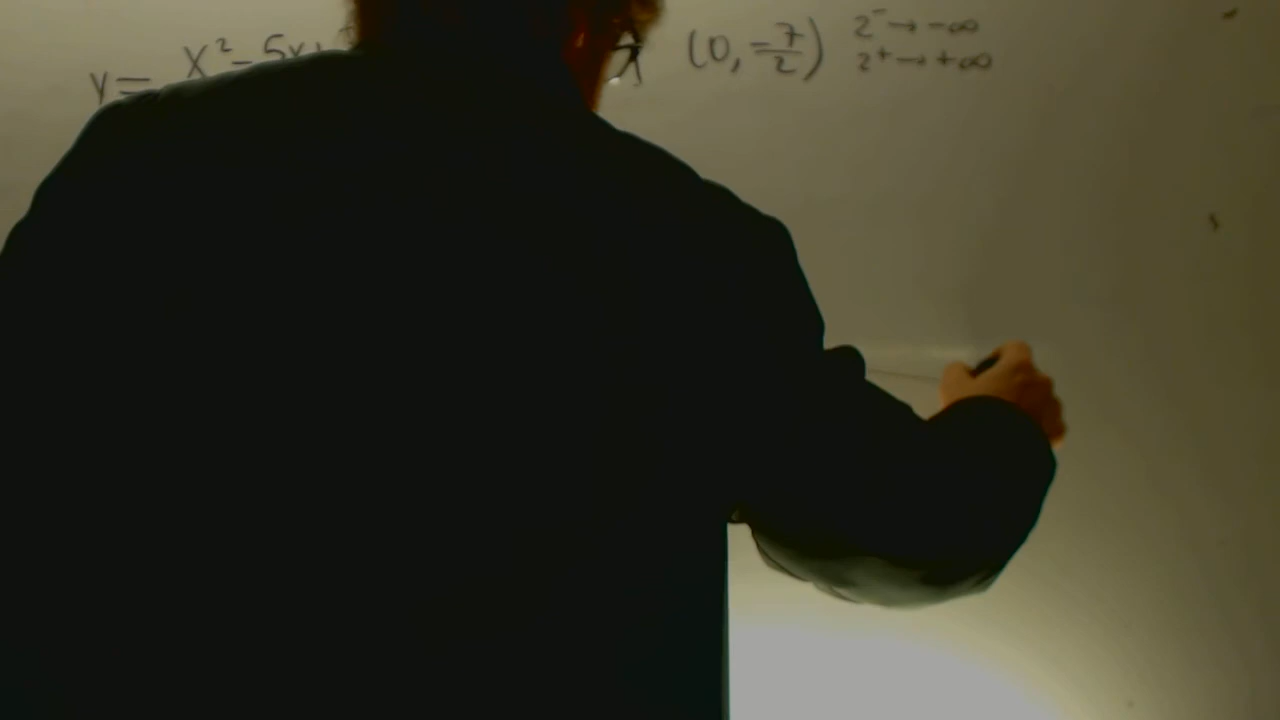 y = x² - 5x+
(0, -7/2)
2⁻ → -∞
2⁺ → +∞